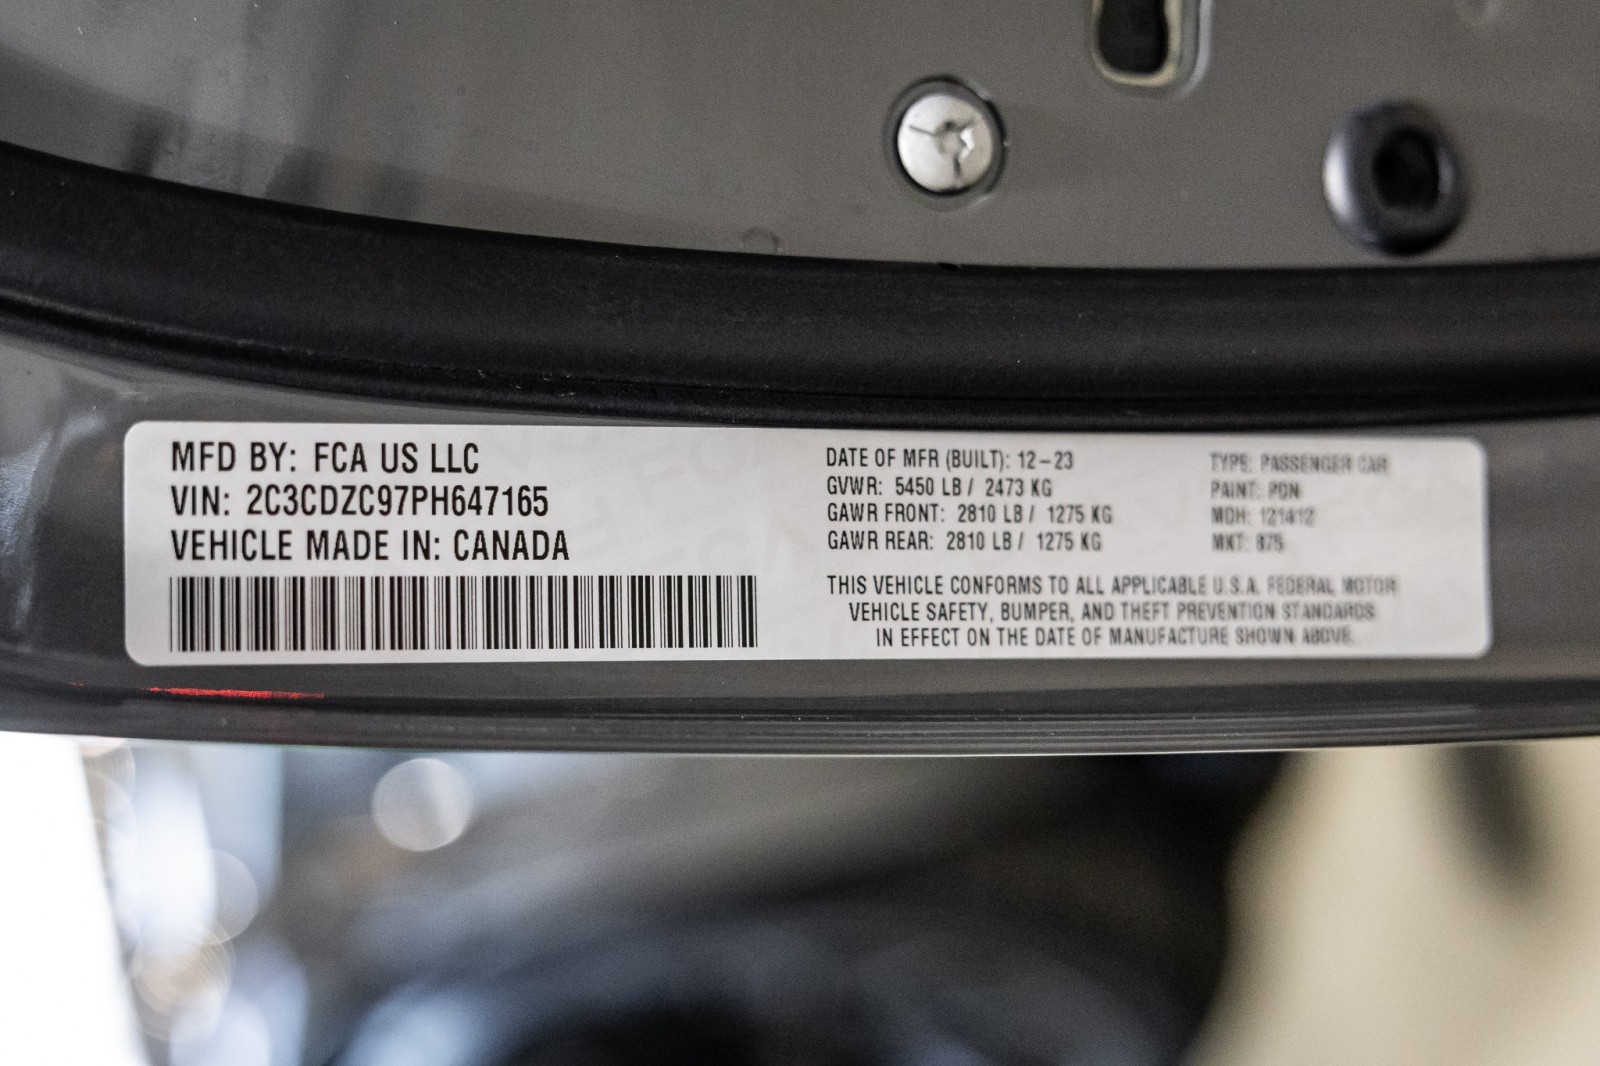 MFD BY: FCA US LLC
VIN: 2C3CDZC97PH647165
VEHICLE MADE IN: CANADA
DATE OF MFR (BUILT): 12-23
GVWR: 5450 LB / 2473 KG
GAWR FRONT: 2810 LB / 1275 KG
GAWR REAR: 2810 LB / 1275 KG
TYPE: PASSENGER CAR
PAINT: PDN
MDH: 121412
MKT: 875
THIS VEHICLE CONFORMS TO ALL APPLICABLE U.S.A. FEDERAL MOTOR
VEHICLE SAFETY, BUMPER, AND THEFT PREVENTION STANDARDS
IN EFFECT ON THE DATE OF MANUFACTURE SHOWN ABOVE.